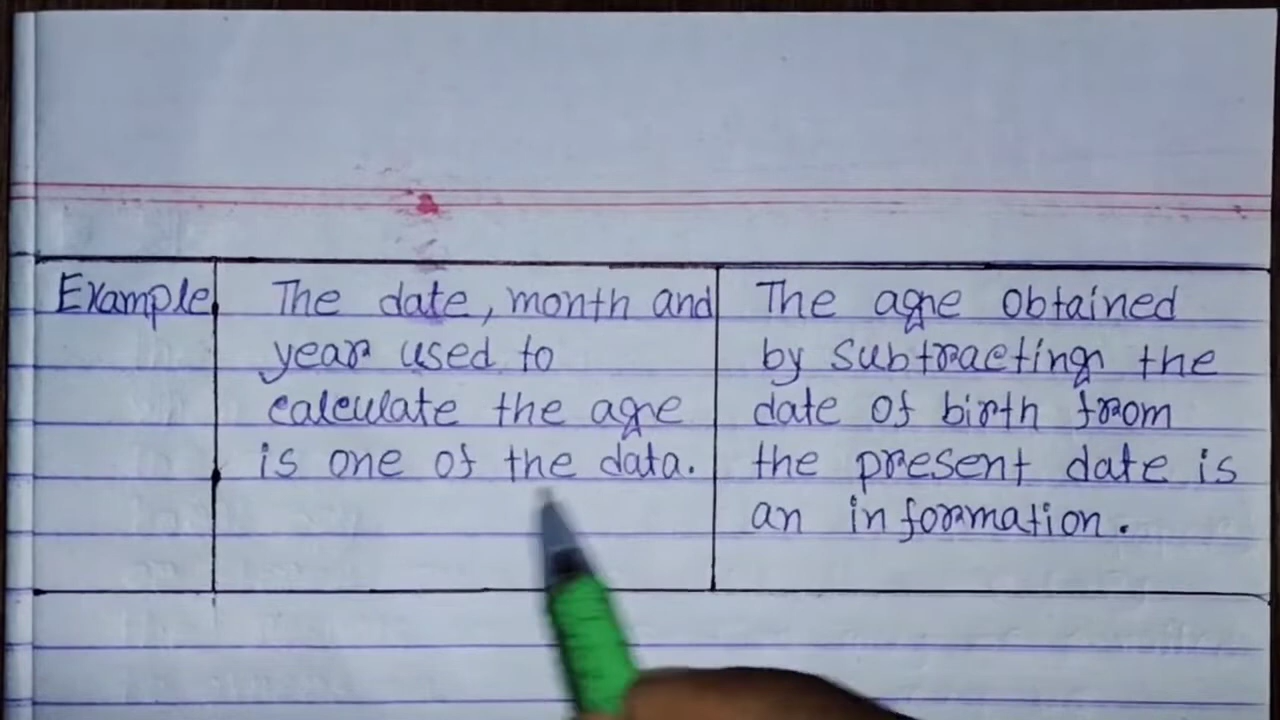 Example
The date, month and
year used to
calculate the age
is one of the data.
The age obtained
by subtracting the
date of birth from
the present date is
an information.